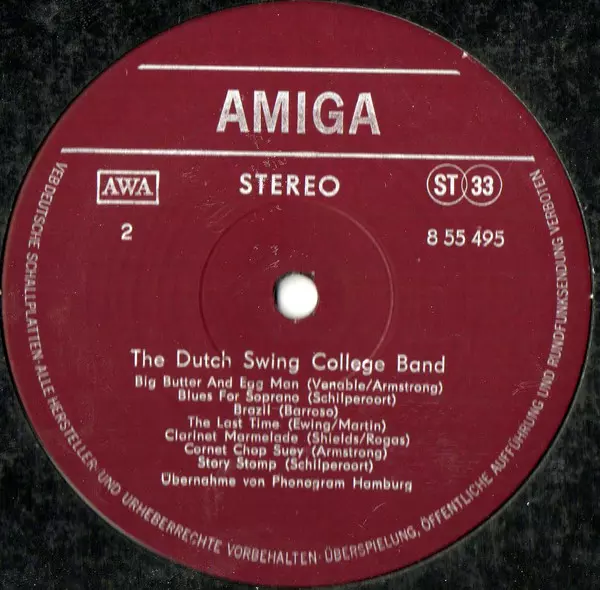 AMIGA
AWA
STEREO
ST 33
2
8 55 495
The Dutch Swing College Band
Big Butter And Egg Man (Venable/Armstrong)
Blues For Soprano (Schilperoort)
Brazil (Barroso)
The Last Time (Ewing/Martin)
Clarinet Marmelade (Shields/Ragas)
Cornet Chop Suey (Armstrong)
Story Stomp (Schilperoort)
Übernahme von Phonogram Hamburg
VEB DEUTSCHE SCHALLPLATTEN · ALLE HERSTELLER- UND URHEBERRECHTE VORBEHALTEN · ÜBERSPIELUNG, ÖFFENTLICHE AUFFÜHRUNG UND RUNDFUNKSENDUNG VERBOTEN